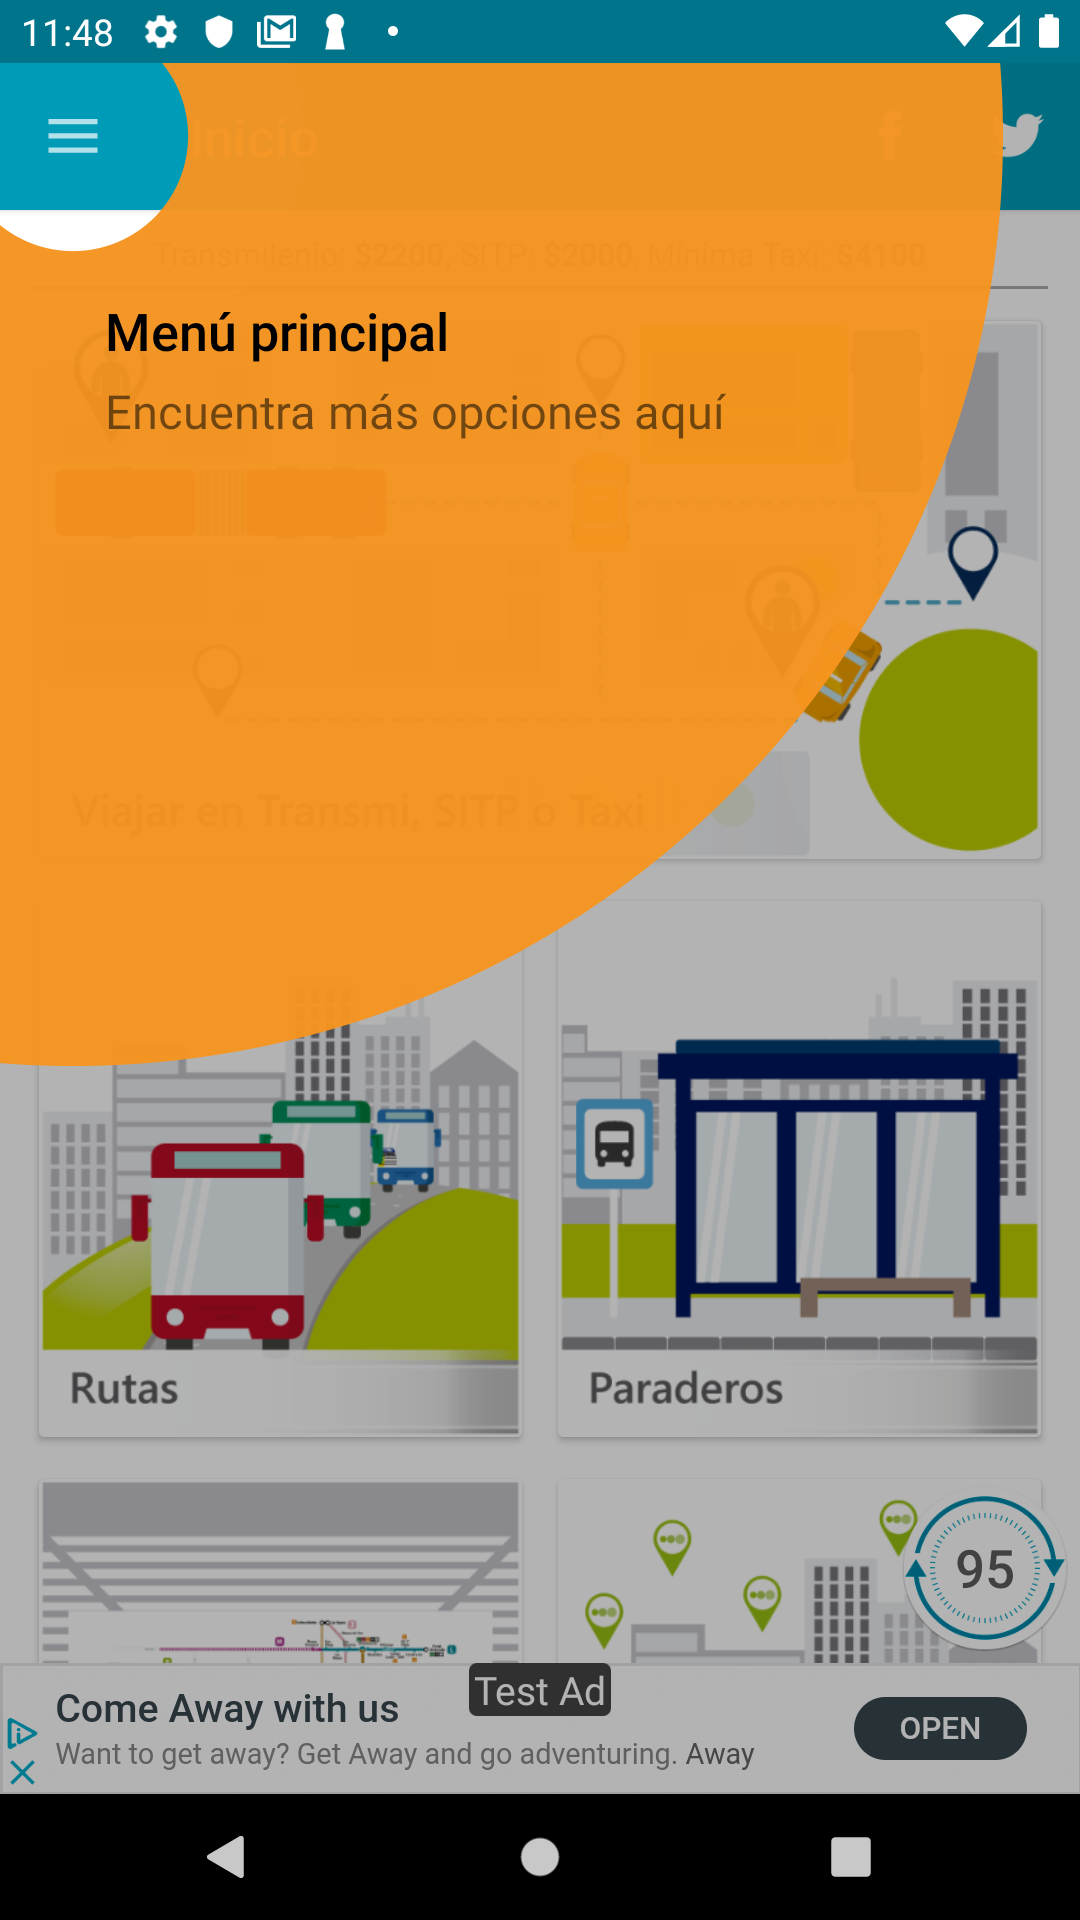 11:48
Inicio
Transmilenio: $2200, SITP: $2000, Mínima Taxi: $4100
Menú principal
Encuentra más opciones aquí
Viajar en Transmi, SITP o Taxi
Rutas
Paraderos
95
Test Ad
Come Away with us
Want to get away? Get Away and go adventuring. Away
OPEN